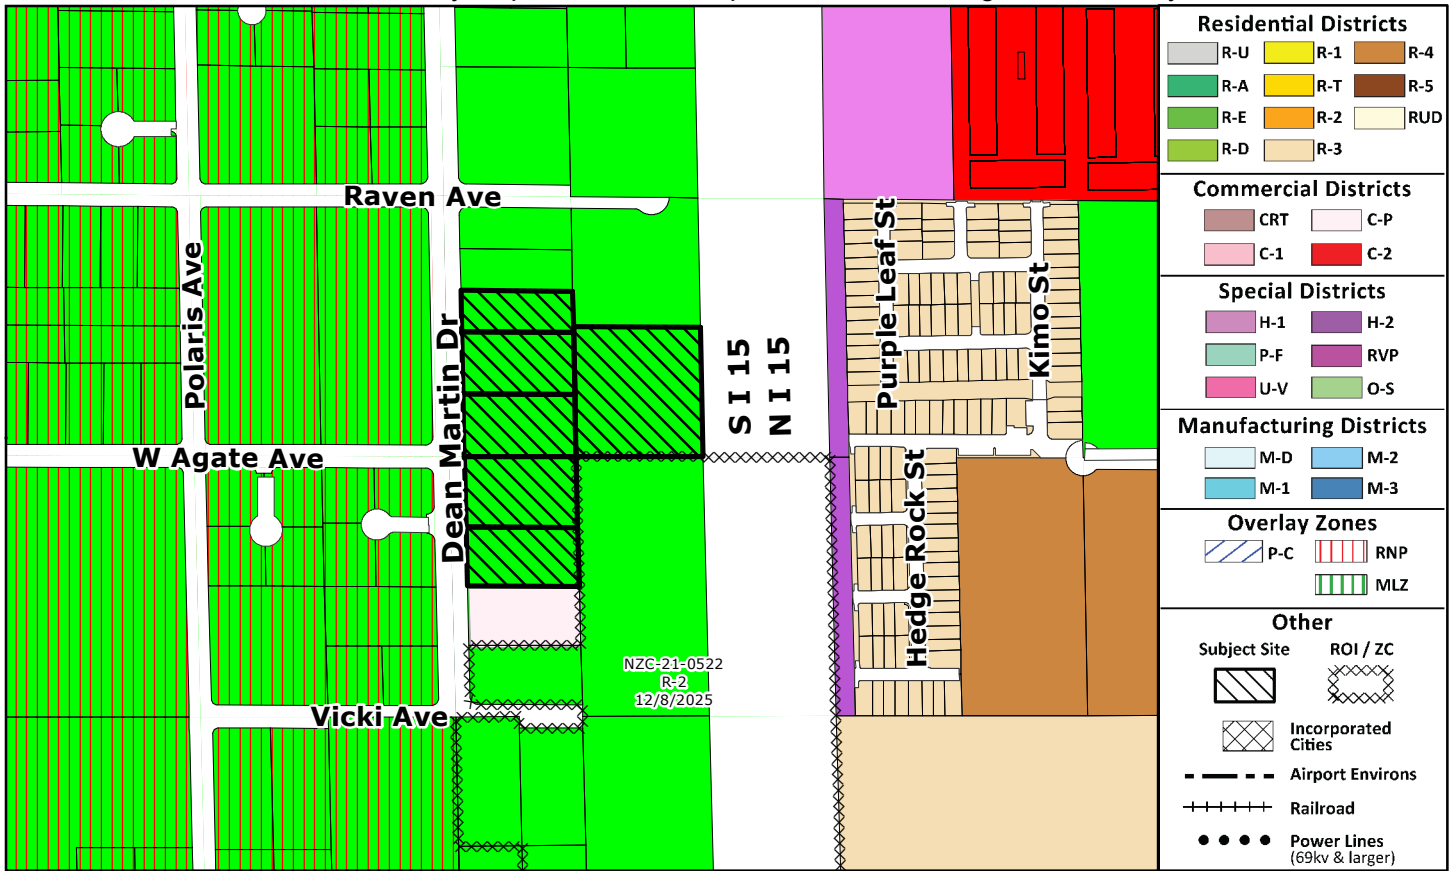 Raven Ave
Polaris Ave
Dean Martin Dr
W Agate Ave
Vicki Ave
S I 15
N I 15
Purple Leaf St
Kimo St
Hedge Rock St
NZC-21-0522
R-2
12/8/2025
Residential Districts
R-U
R-1
R-4
R-A
R-T
R-5
R-E
R-2
RUD
R-D
R-3
Commercial Districts
CRT
C-P
C-1
C-2
Special Districts
H-1
H-2
P-F
RVP
U-V
O-S
Manufacturing Districts
M-D
M-2
M-1
M-3
Overlay Zones
P-C
RNP
MLZ
Other
Subject Site
ROI / ZC
Incorporated
Cities
Airport Environs
Railroad
Power Lines
(69kv & larger)